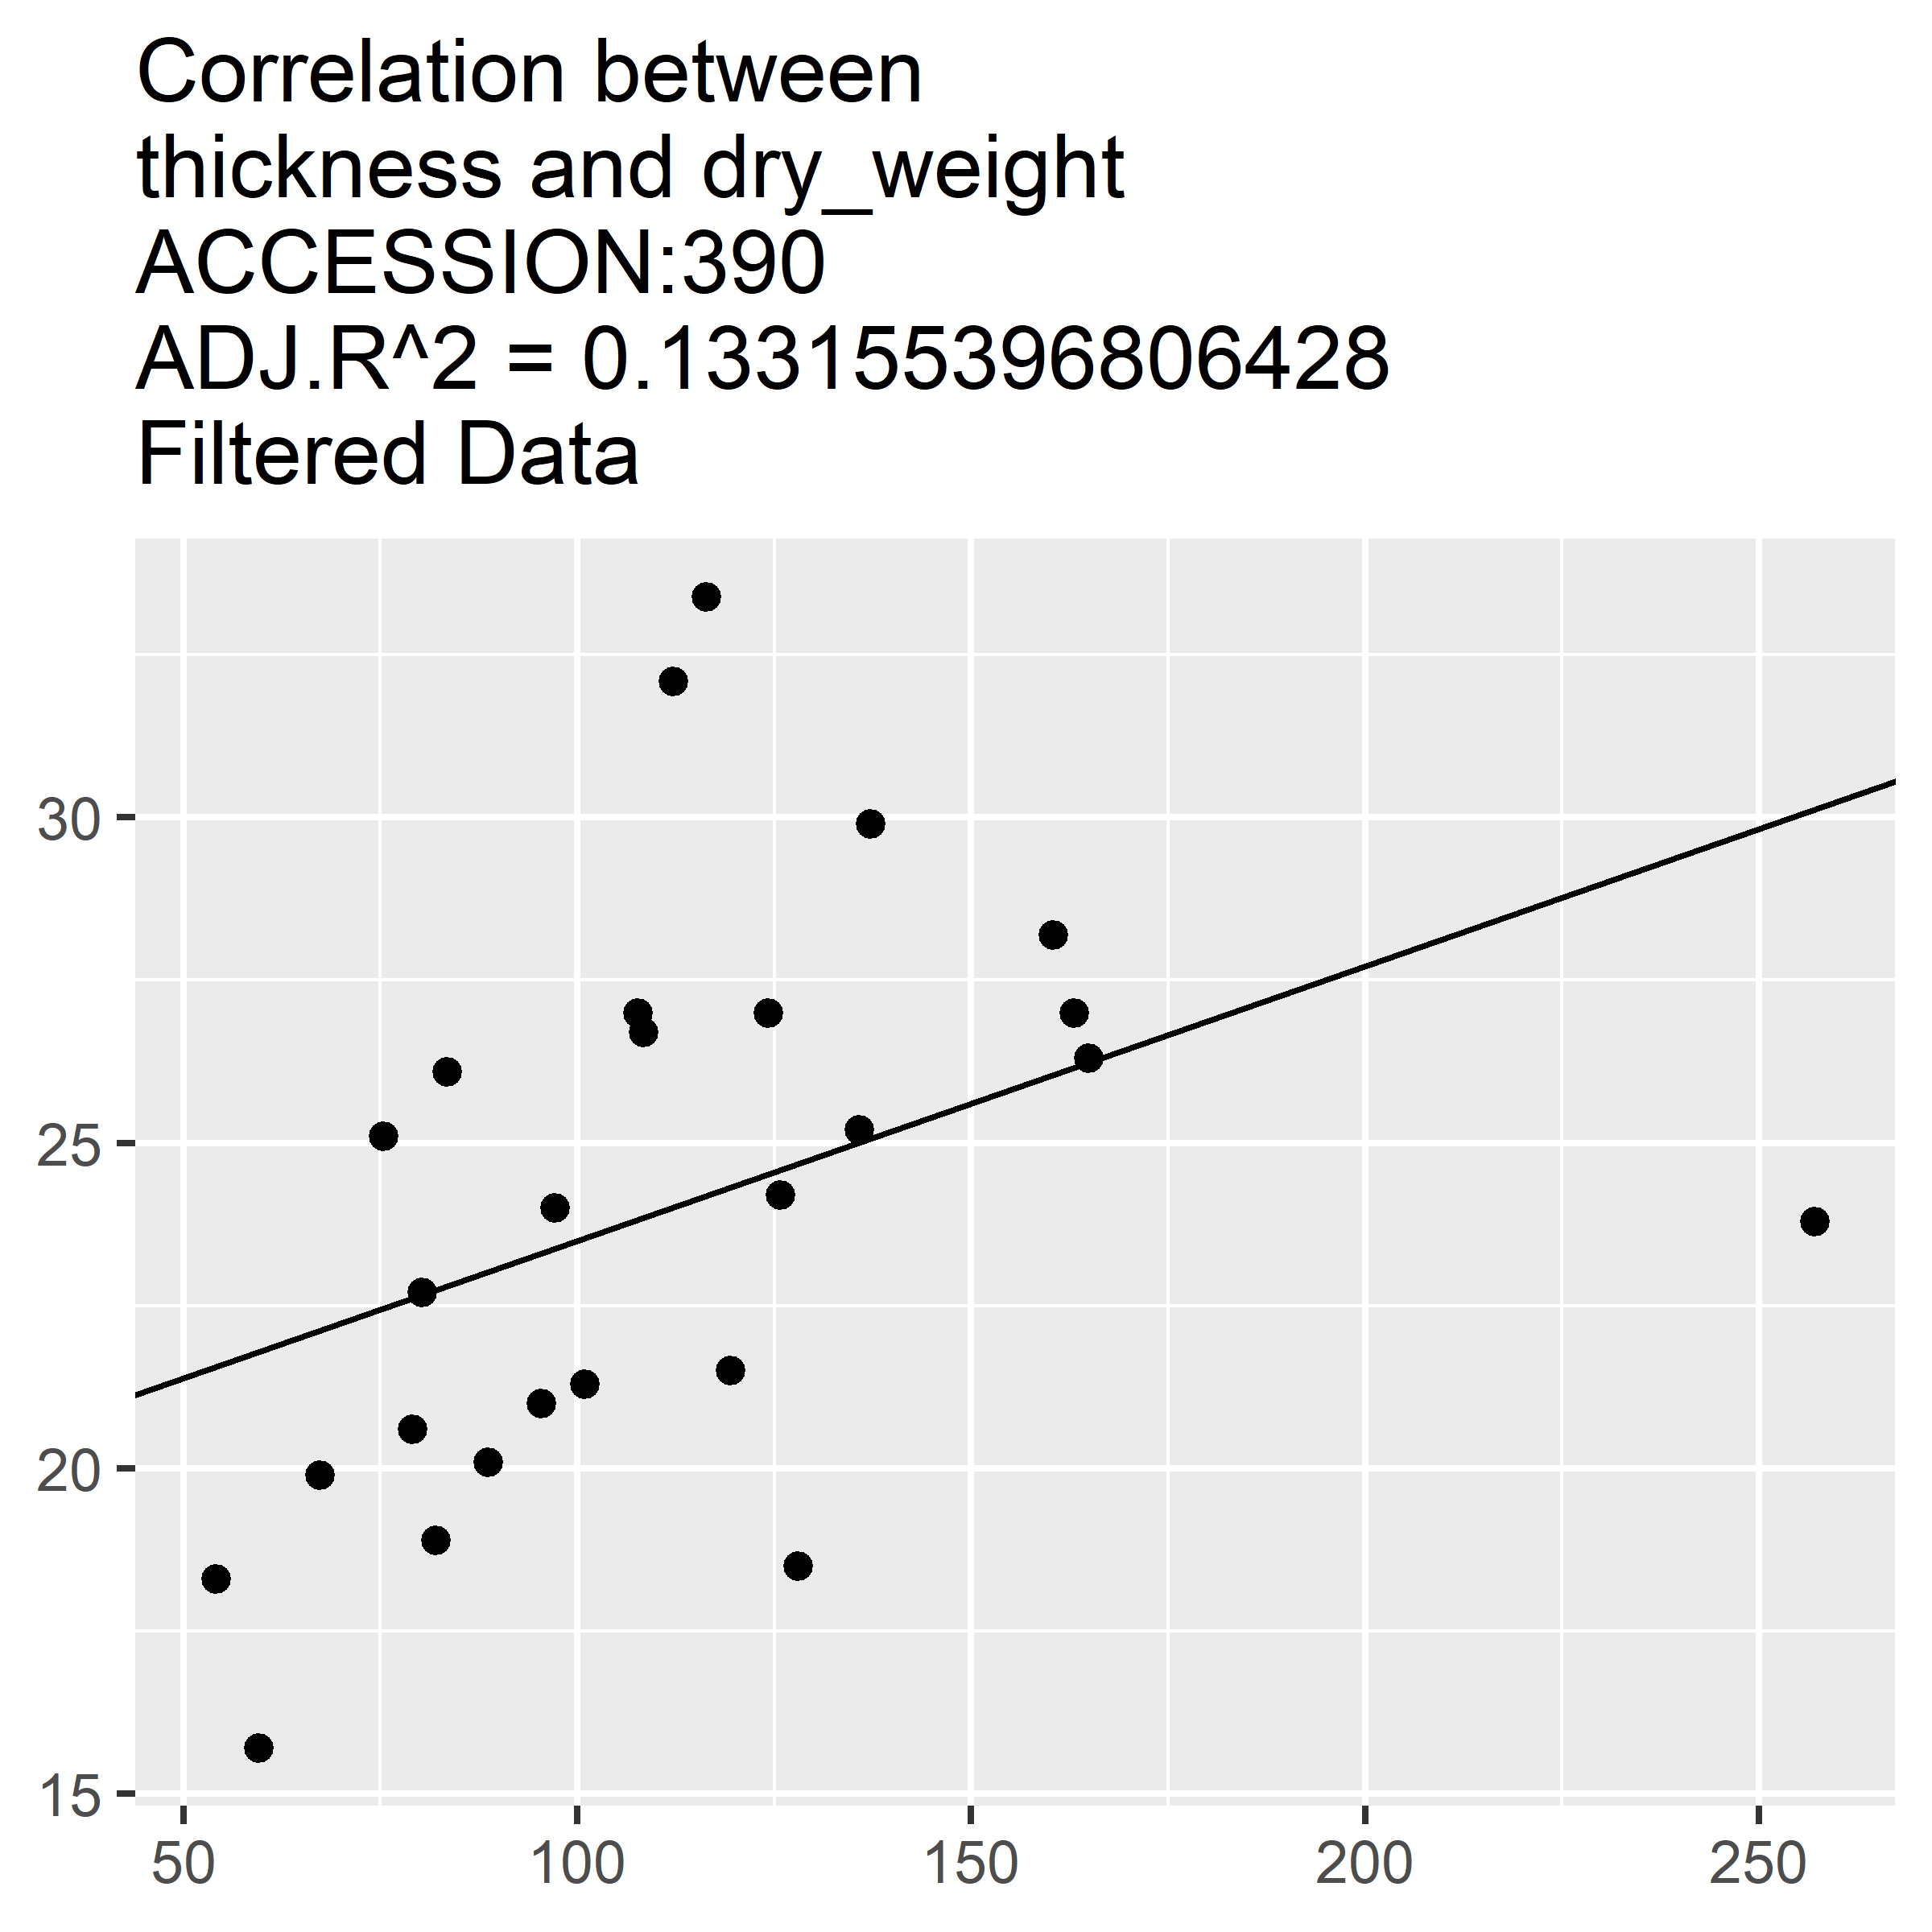 Correlation between
thickness and dry_weight
ACCESSION:390
ADJ.R^2 = 0.133155396806428
Filtered Data
30
25
20
15
50 100 150 200 250